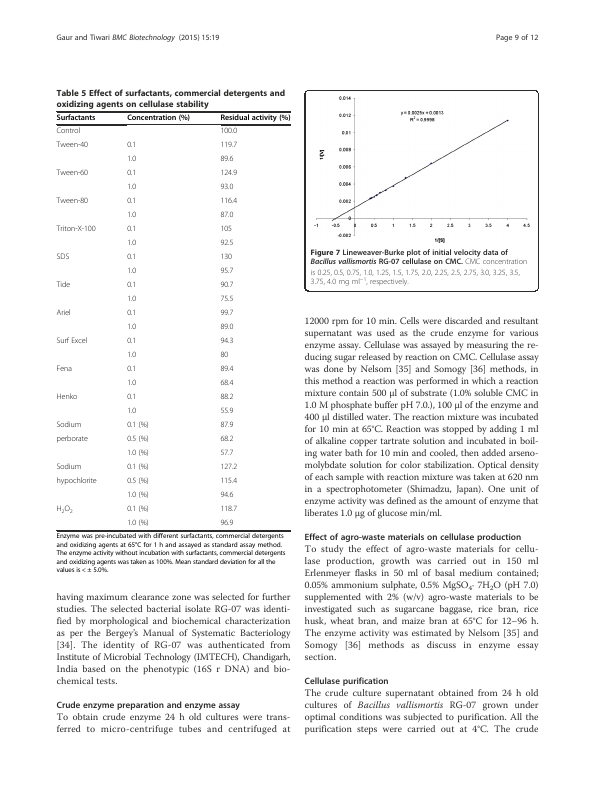 Gaur and Tiwari BMC Biotechnology (2015) 15:19
Page 9 of 12
Table 5 Effect of surfactants, commercial detergents and
oxidizing agents on cellulase stability
Surfactants Concentration (%) Residual activity (%)
Control 100.0
Tween-40 0.1 119.7
1.0 89.6
Tween-60 0.1 124.9
1.0 93.0
Tween-80 0.1 116.4
1.0 87.0
Triton-X-100 0.1 105
1.0 92.5
SDS 0.1 130
1.0 95.7
Tide 0.1 90.7
1.0 75.5
Ariel 0.1 99.7
1.0 89.0
Surf Excel 0.1 94.3
1.0 80
Fena 0.1 89.4
1.0 68.4
Henko 0.1 88.2
1.0 55.9
Sodium 0.1 (%) 87.9
perborate 0.5 (%) 68.2
1.0 (%) 57.7
Sodium 0.1 (%) 127.2
hypochlorite 0.5 (%) 115.4
1.0 (%) 94.6
H₂O₂ 0.1 (%) 118.7
1.0 (%) 96.9
Enzyme was pre-incubated with different surfactants, commercial detergents
and oxidizing agents at 65°C for 1 h and assayed as standard assay method.
The enzyme activity without incubation with surfactants, commercial detergents
and oxidizing agents was taken as 100%. Mean standard deviation for all the
values is < ± 5.0%.
having maximum clearance zone was selected for further
studies. The selected bacterial isolate RG-07 was identi-
fied by morphological and biochemical characterization
as per the Bergey's Manual of Systematic Bacteriology
[34]. The identity of RG-07 was authenticated from
Institute of Microbial Technology (IMTECH), Chandigarh,
India based on the phenotypic (16S r DNA) and bio-
chemical tests.
Crude enzyme preparation and enzyme assay
To obtain crude enzyme 24 h old cultures were trans-
ferred to micro-centrifuge tubes and centrifuged at
0.014
0.012
0.01
0.008
0.006
0.004
0.002
0
-0.002
y = 0.0025x + 0.0013
R² = 0.9998
1/[V]
-1 -0.5 0 0.5 1 1.5 2 2.5 3 3.5 4 4.5
1/[S]
Figure 7 Lineweaver-Burke plot of initial velocity data of
Bacillus vallismortis RG-07 cellulase on CMC. CMC concentration
is 0.25, 0.5, 0.75, 1.0, 1.25, 1.5, 1.75, 2.0, 2.25, 2.5, 2.75, 3.0, 3.25, 3.5,
3.75, 4.0 mg ml⁻¹, respectively.
12000 rpm for 10 min. Cells were discarded and resultant
supernatant was used as the crude enzyme for various
enzyme assay. Cellulase was assayed by measuring the re-
ducing sugar released by reaction on CMC. Cellulase assay
was done by Nelsom [35] and Somogy [36] methods, in
this method a reaction was performed in which a reaction
mixture contain 500 μl of substrate (1.0% soluble CMC in
1.0 M phosphate buffer pH 7.0.), 100 μl of the enzyme and
400 μl distilled water. The reaction mixture was incubated
for 10 min at 65°C. Reaction was stopped by adding 1 ml
of alkaline copper tartrate solution and incubated in boil-
ing water bath for 10 min and cooled, then added arseno-
molybdate solution for color stabilization. Optical density
of each sample with reaction mixture was taken at 620 nm
in a spectrophotometer (Shimadzu, Japan). One unit of
enzyme activity was defined as the amount of enzyme that
liberates 1.0 μg of glucose min/ml.
Effect of agro-waste materials on cellulase production
To study the effect of agro-waste materials for cellu-
lase production, growth was carried out in 150 ml
Erlenmeyer flasks in 50 ml of basal medium contained;
0.05% ammonium sulphate, 0.5% MgSO₄. 7H₂O (pH 7.0)
supplemented with 2% (w/v) agro-waste materials to be
investigated such as sugarcane baggase, rice bran, rice
husk, wheat bran, and maize bran at 65°C for 12–96 h.
The enzyme activity was estimated by Nelsom [35] and
Somogy [36] methods as discuss in enzyme essay
section.
Cellulase purification
The crude culture supernatant obtained from 24 h old
cultures of Bacillus vallismortis RG-07 grown under
optimal conditions was subjected to purification. All the
purification steps were carried out at 4°C. The crude